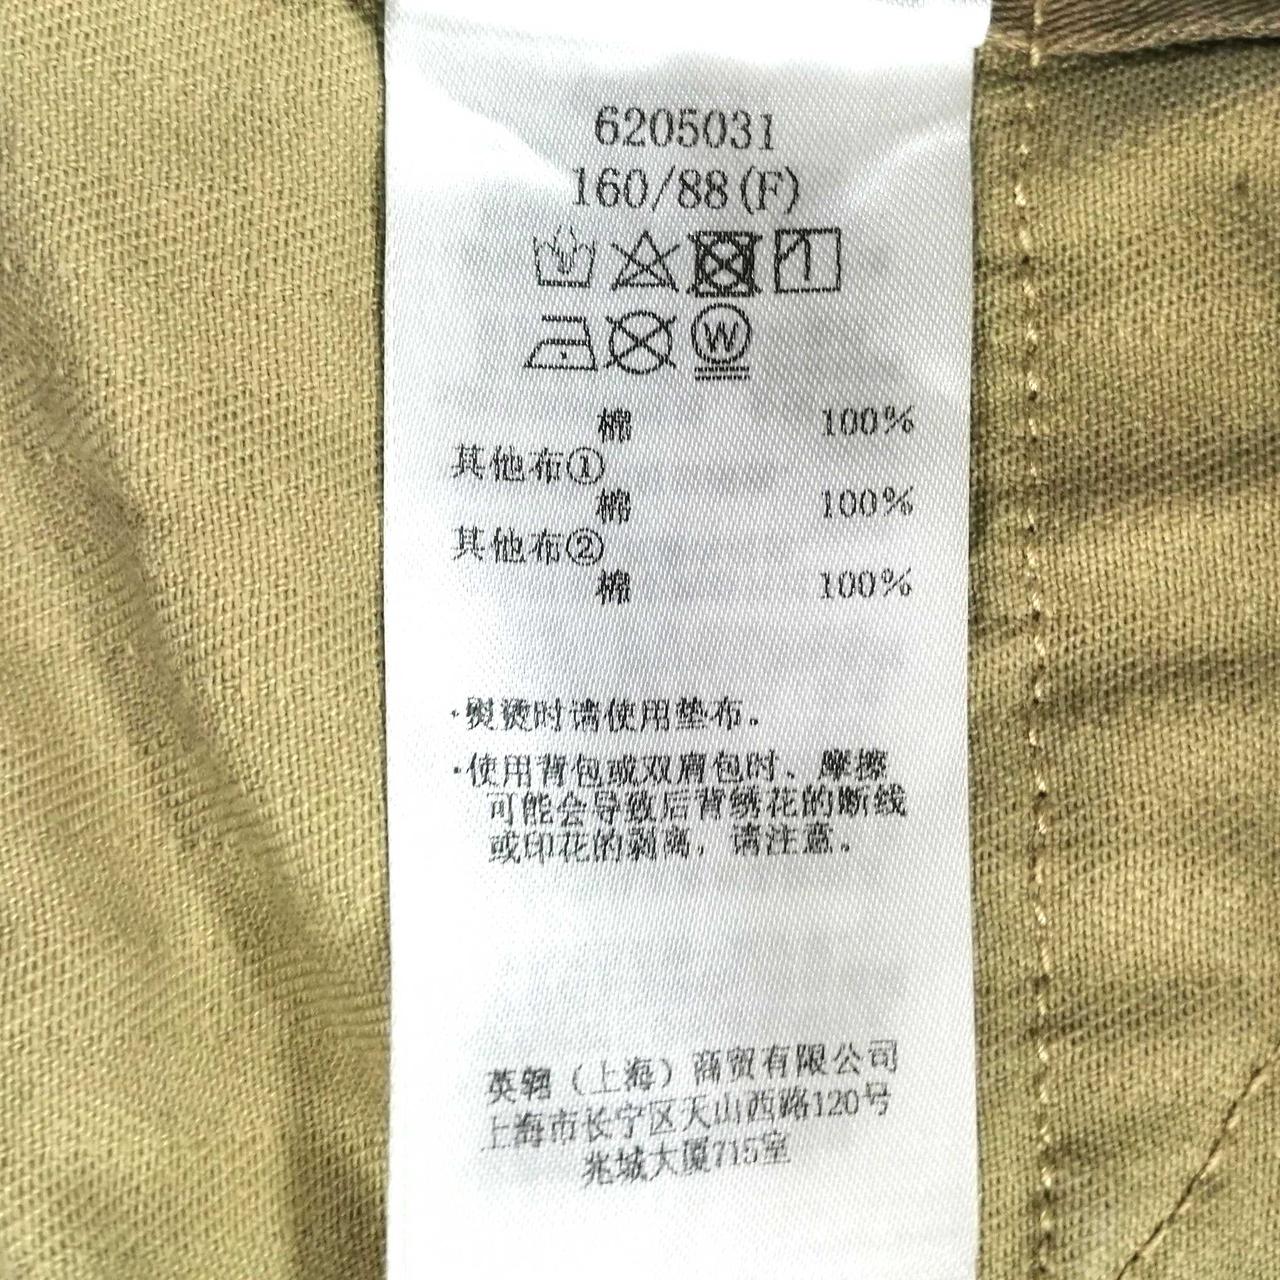 6205031
160/88(F)
W
棉 100%
其他布①
棉 100%
其他布②
棉 100%
·熨烫时请使用垫布。
·使用背包或双肩包时、摩擦
可能会导致后背绣花的断线
或印花的剥离，请注意。
英翱（上海）商贸有限公司
上海市长宁区天山西路120号
兆城大厦715室